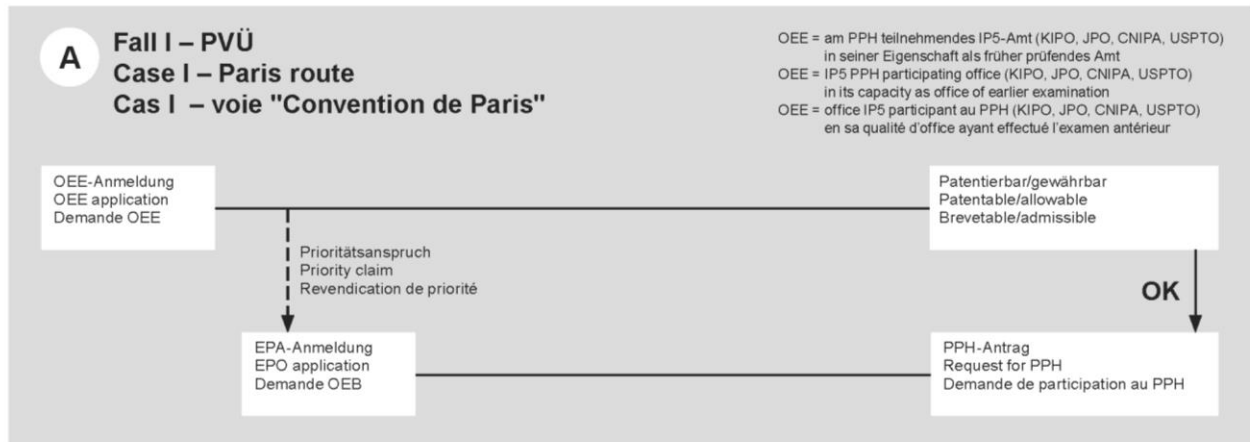 A
Fall I – PVÜ
Case I – Paris route
Cas I – voie "Convention de Paris"
OEE = am PPH teilnehmendes IP5-Amt (KIPO, JPO, CNIPA, USPTO)
in seiner Eigenschaft als früher prüfendes Amt
OEE = IP5 PPH participating office (KIPO, JPO, CNIPA, USPTO)
in its capacity as office of earlier examination
OEE = office IP5 participant au PPH (KIPO, JPO, CNIPA, USPTO)
en sa qualité d'office ayant effectué l'examen antérieur
OEE-Anmeldung
OEE application
Demande OEE
Patentierbar/gewährbar
Patentable/allowable
Brevetable/admissible
Prioritätsanspruch
Priority claim
Revendication de priorité
OK
EPA-Anmeldung
EPO application
Demande OEB
PPH-Antrag
Request for PPH
Demande de participation au PPH